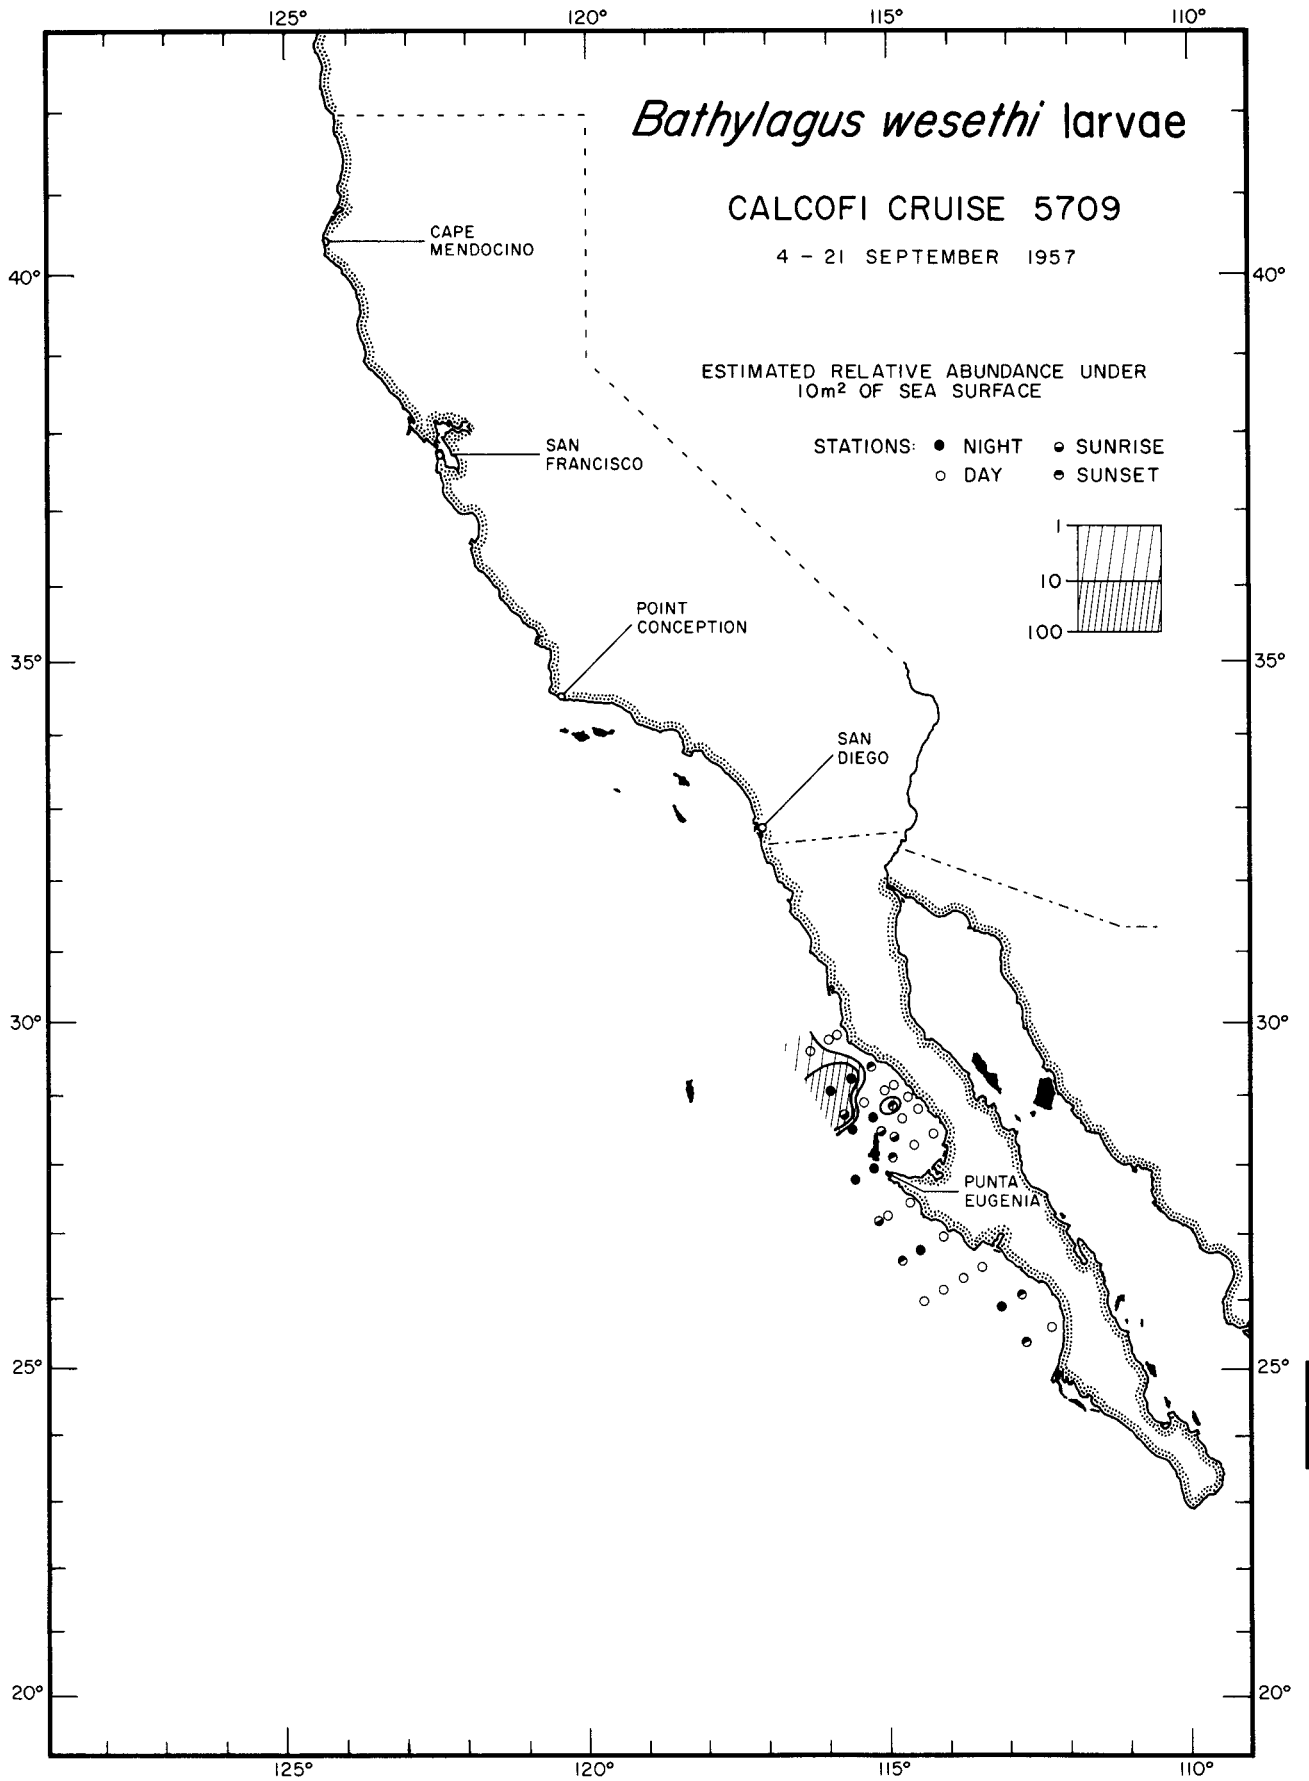 125° 120° 115° 110°
Bathylagus wesethi larvae
CALCOFI CRUISE 5709
4 – 21 SEPTEMBER 1957
CAPE
MENDOCINO
40° 40°
ESTIMATED RELATIVE ABUNDANCE UNDER
10m² OF SEA SURFACE
STATIONS: NIGHT SUNRISE
DAY SUNSET
SAN
FRANCISCO
1
10
100
POINT
CONCEPTION
35° 35°
SAN
DIEGO
30° 30°
PUNTA
EUGENIA
25° 25°
20° 20°
125° 120° 115° 110°